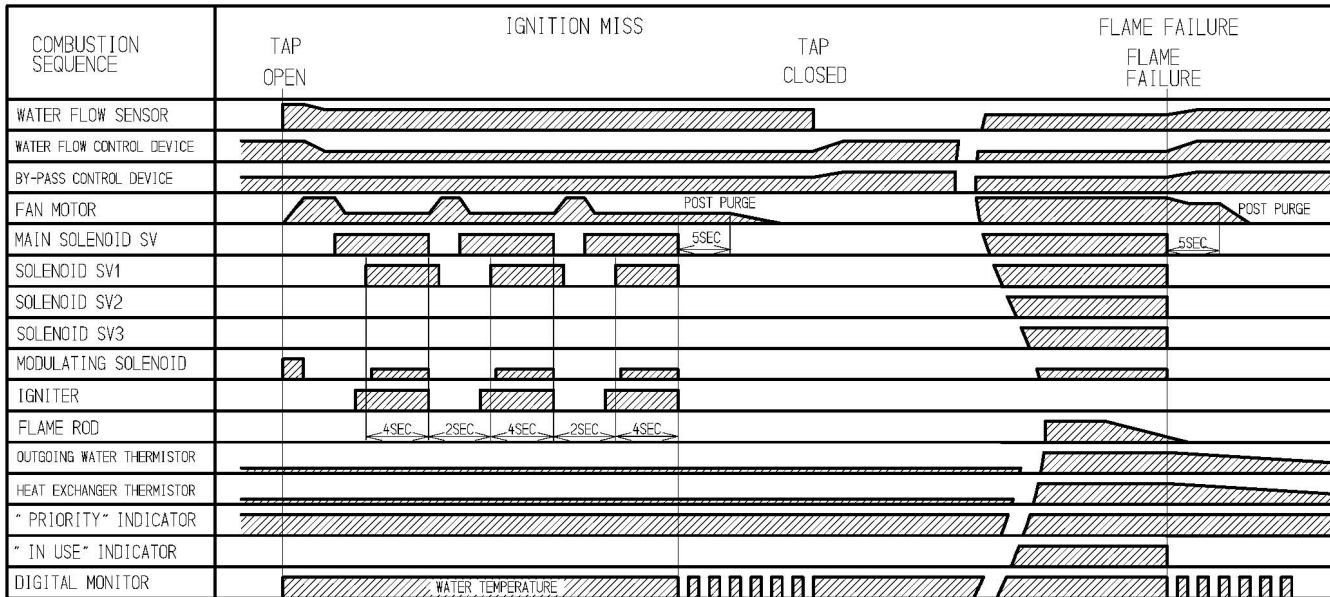 COMBUSTION
SEQUENCE
IGNITION MISS
TAP
OPEN
TAP
CLOSED
FLAME FAILURE
FLAME
FAILURE
WATER FLOW SENSOR
WATER FLOW CONTROL DEVICE
BY-PASS CONTROL DEVICE
FAN MOTOR
POST PURGE
POST PURGE
MAIN SOLENOID SV
5SEC
5SEC
SOLENOID SV1
SOLENOID SV2
SOLENOID SV3
MODULATING SOLENOID
IGNITER
FLAME ROD
4SEC
2SEC
4SEC
2SEC
4SEC
OUTGOING WATER THERMISTOR
HEAT EXCHANGER THERMISTOR
" PRIORITY" INDICATOR
" IN USE" INDICATOR
DIGITAL MONITOR
WATER TEMPERATURE